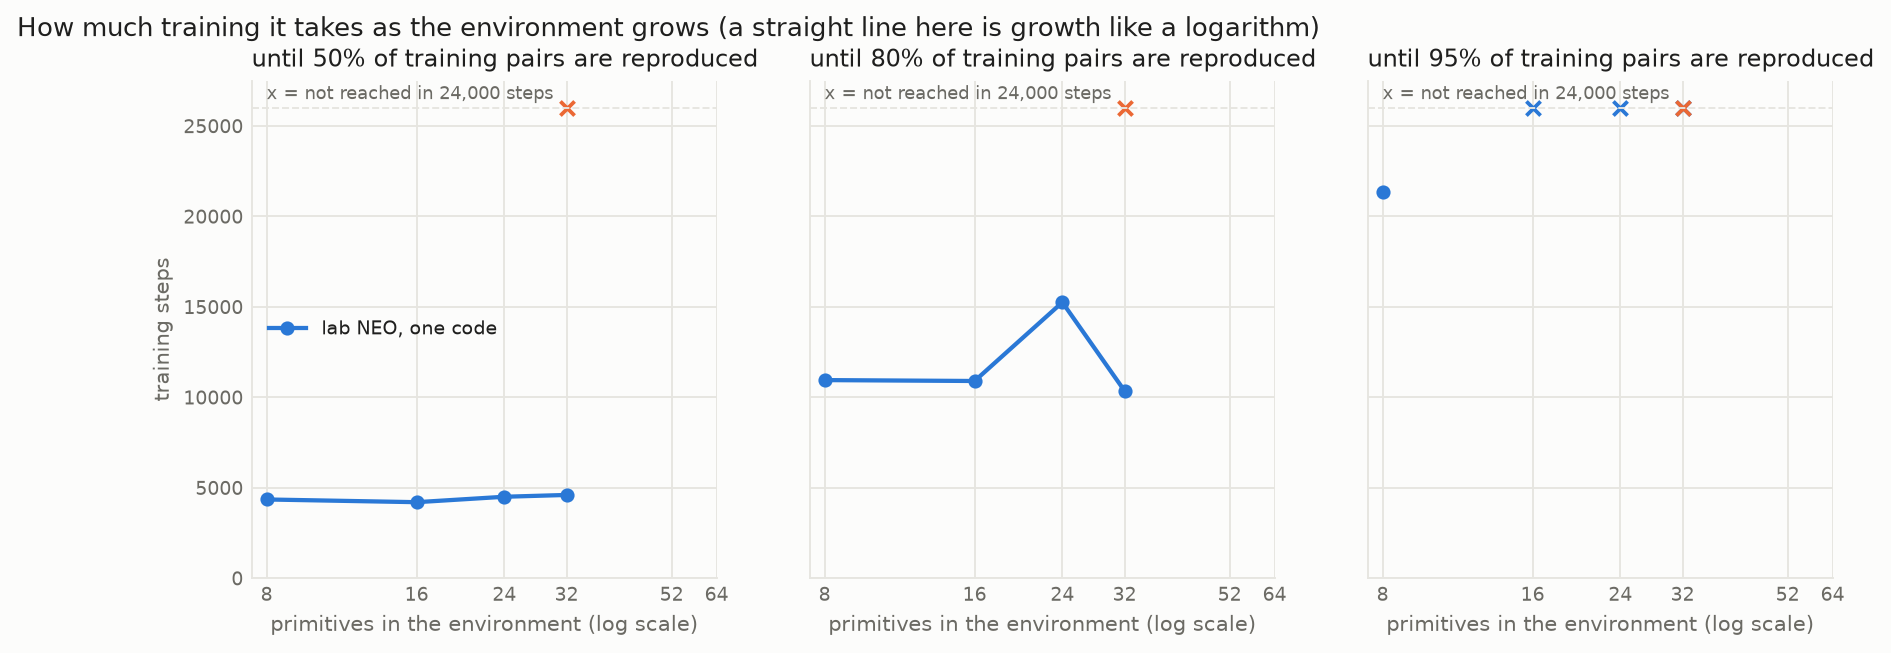 How much training it takes as the environment grows (a straight line here is growth like a logarithm)
until 50% of training pairs are reproduced
until 80% of training pairs are reproduced
until 95% of training pairs are reproduced
x = not reached in 24,000 steps
x = not reached in 24,000 steps
x = not reached in 24,000 steps
training steps
25000
20000
15000
10000
5000
0
lab NEO, one code
8 16 24 32 52 64
8 16 24 32 52 64
8 16 24 32 52 64
primitives in the environment (log scale)
primitives in the environment (log scale)
primitives in the environment (log scale)